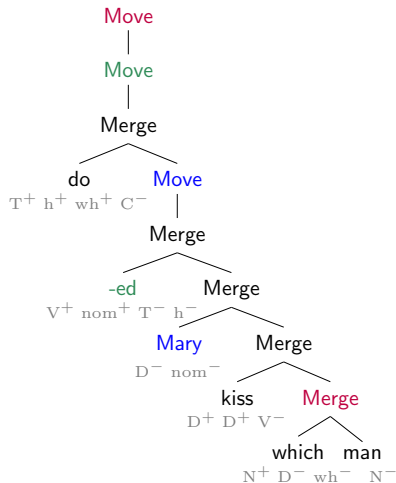 Move
Move
Merge
do Move
T⁺ h⁺ wh⁺ C⁻
Merge
-ed Merge
V⁺ nom⁺ T⁻ h⁻
Mary Merge
D⁻ nom⁻
kiss Merge
D⁺ D⁺ V⁻
which man
N⁺ D⁻ wh⁻ N⁻